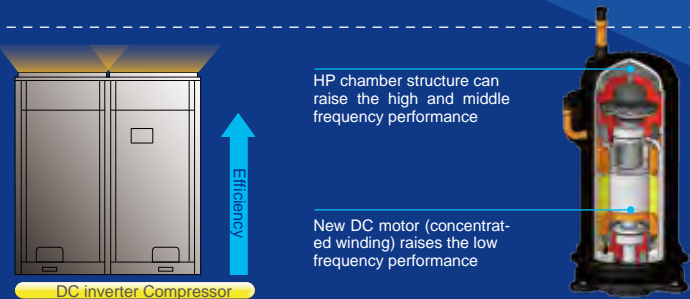 HP chamber structure can
raise the high and middle
frequency performance
Efficiency
New DC motor (concentrat-
ed winding) raises the low
frequency performance
DC inverter Compressor